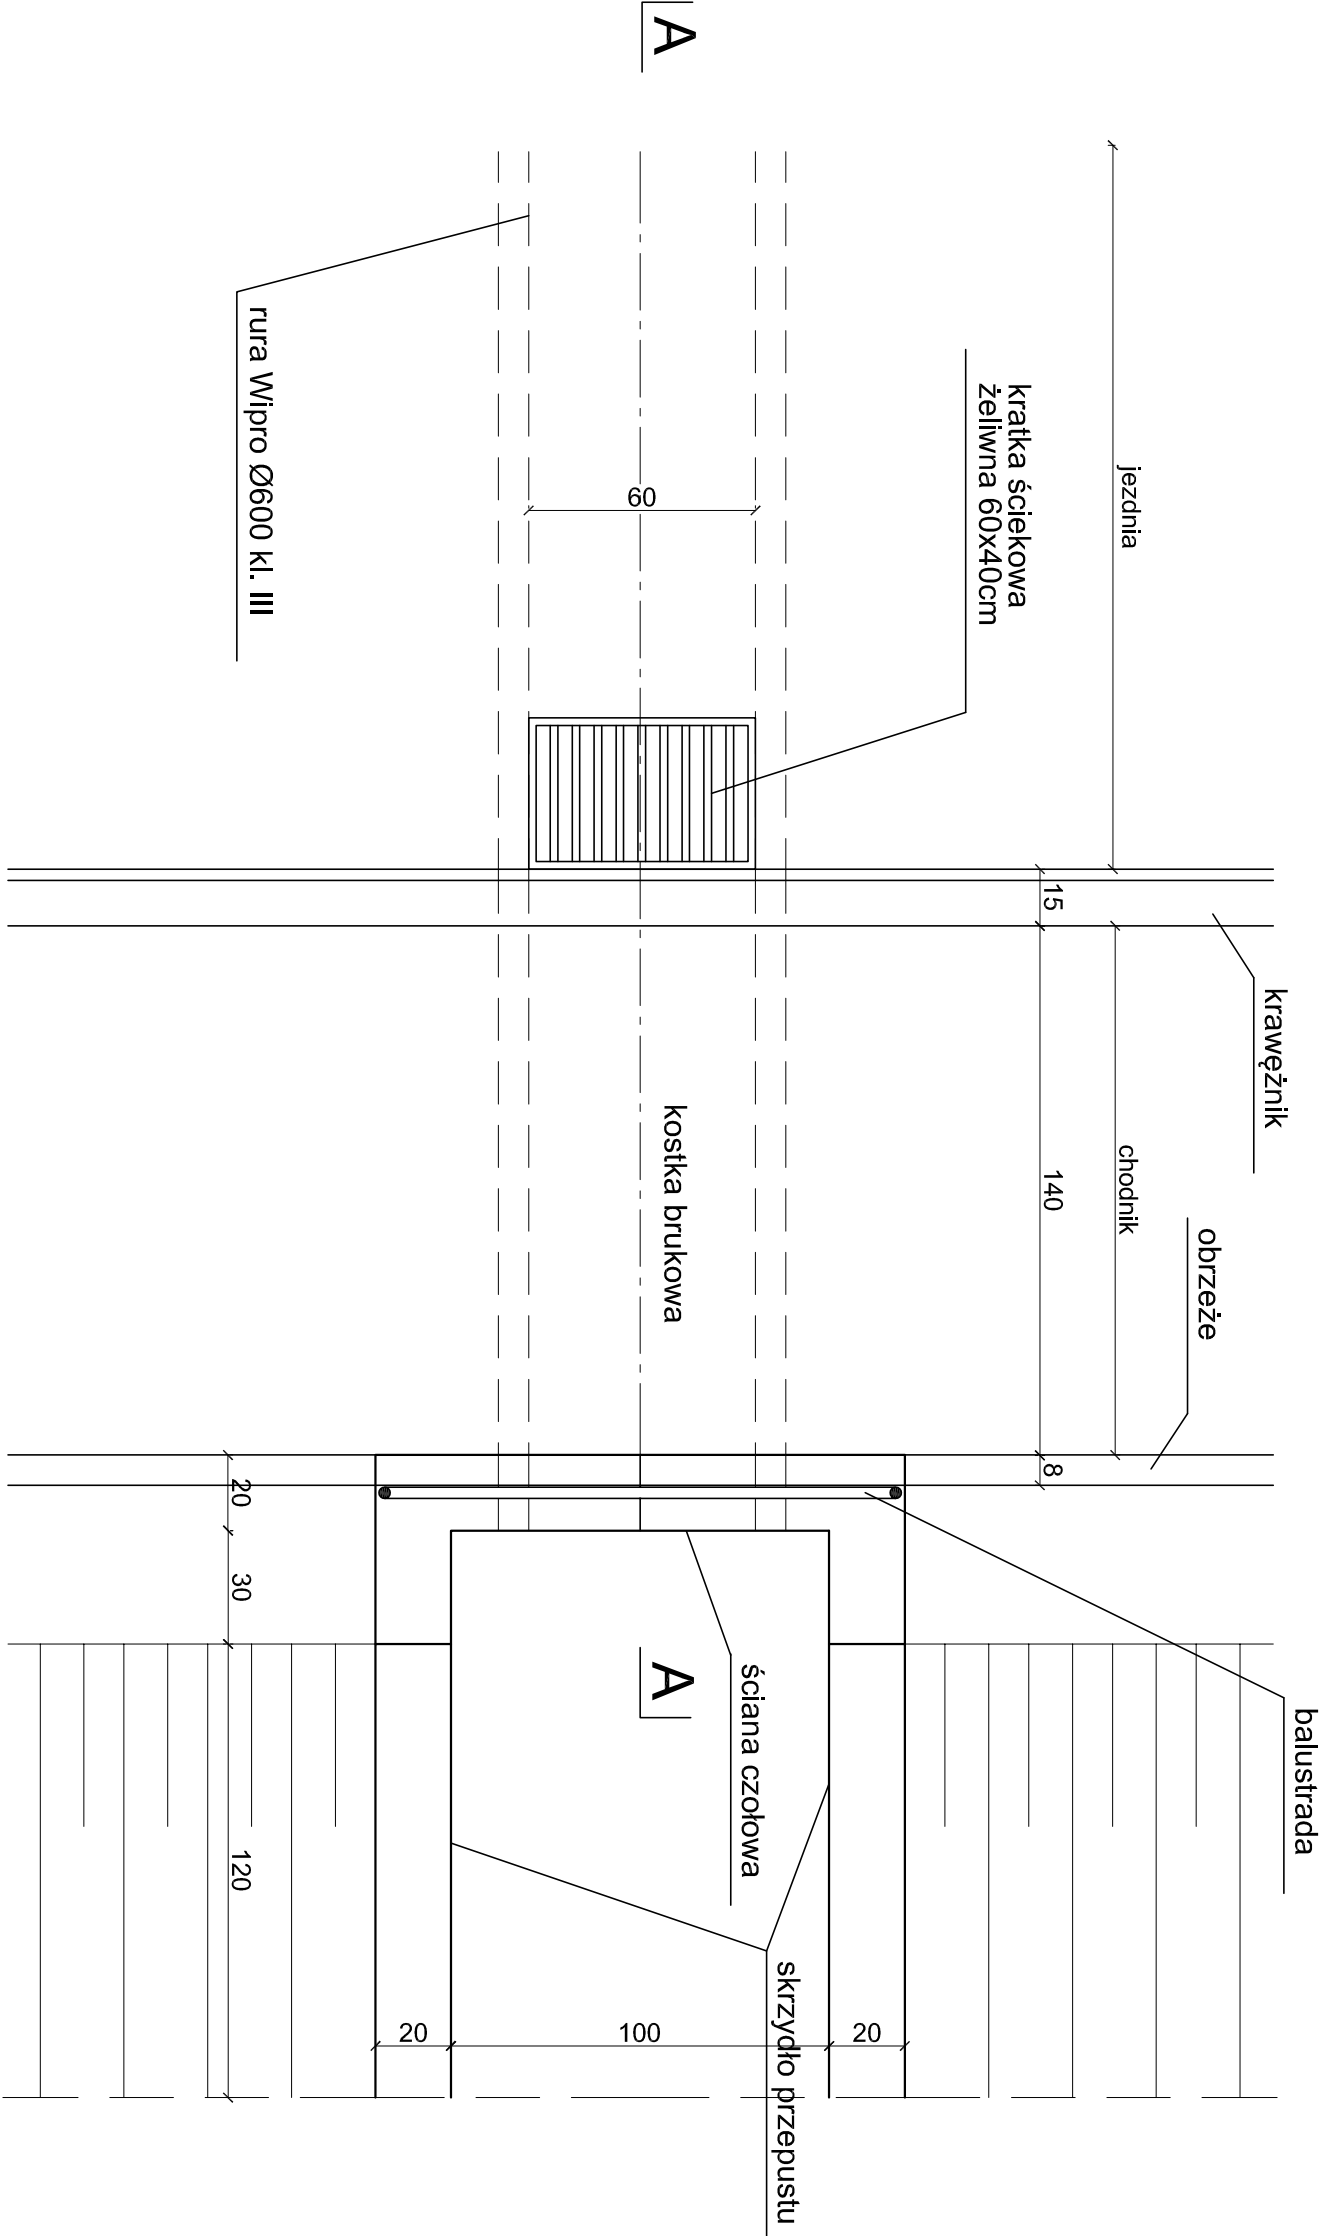 A
jezdnia
kratka ściekowa
żeliwna 60x40cm
60
rura Wipro Ø600 kl. III
15
krawężnik
140
chodnik
kostka brukowa
obrzeże
8
20
30
120
balustrada
ściana czołowa
A
skrzydło przepustu
20
100
20